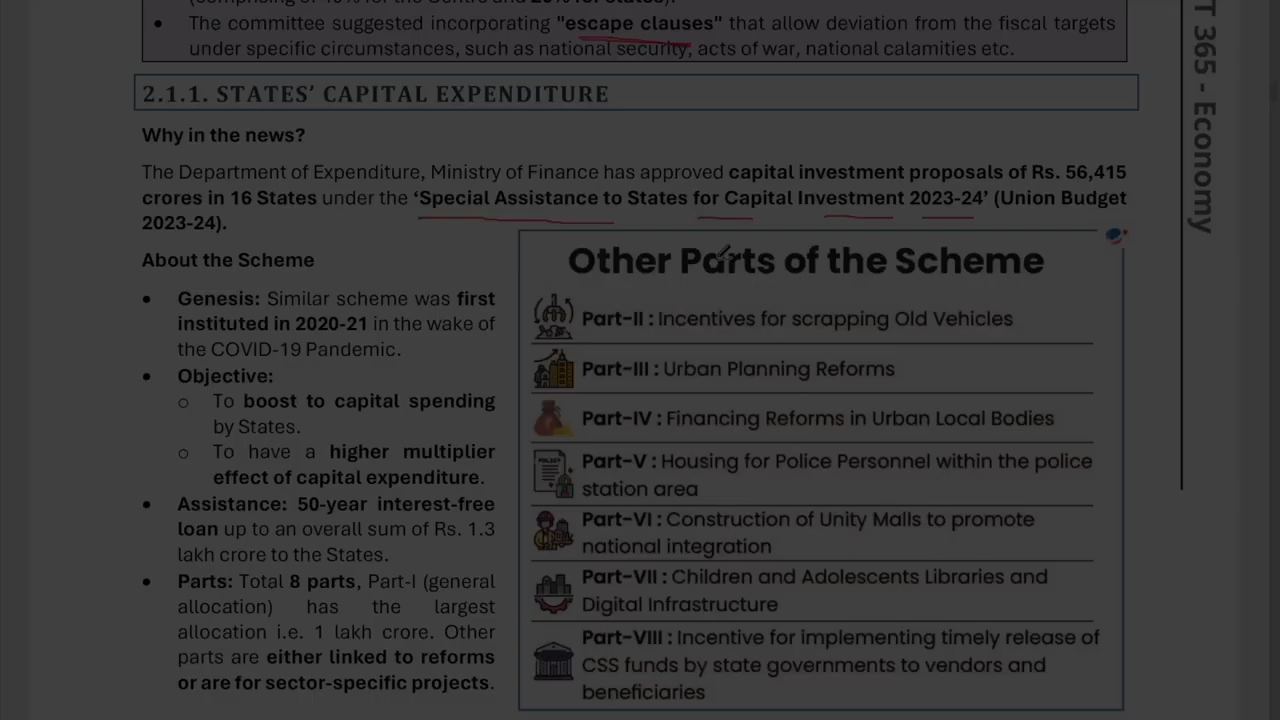 (comprising of 40% for the Centre and 20% for States).
• The committee suggested incorporating "escape clauses" that allow deviation from the fiscal targets
under specific circumstances, such as national security, acts of war, national calamities etc.
2.1.1. STATES’ CAPITAL EXPENDITURE
Why in the news?
The Department of Expenditure, Ministry of Finance has approved capital investment proposals of Rs. 56,415
crores in 16 States under the ‘Special Assistance to States for Capital Investment 2023-24’ (Union Budget
2023-24).
About the Scheme
• Genesis: Similar scheme was first
instituted in 2020-21 in the wake of
the COVID-19 Pandemic.
• Objective:
o To boost to capital spending
by States.
o To have a higher multiplier
effect of capital expenditure.
• Assistance: 50-year interest-free
loan up to an overall sum of Rs. 1.3
lakh crore to the States.
• Parts: Total 8 parts, Part-I (general
allocation) has the largest
allocation i.e. 1 lakh crore. Other
parts are either linked to reforms
or are for sector-specific projects.
Other Parts of the Scheme
Part-II : Incentives for scrapping Old Vehicles
Part-III : Urban Planning Reforms
Part-IV : Financing Reforms in Urban Local Bodies
Part-V : Housing for Police Personnel within the police
station area
Part-VI : Construction of Unity Malls to promote
national integration
Part-VII : Children and Adolescents Libraries and
Digital Infrastructure
Part-VIII : Incentive for implementing timely release of
CSS funds by state governments to vendors and
beneficiaries
T 365 - Economy